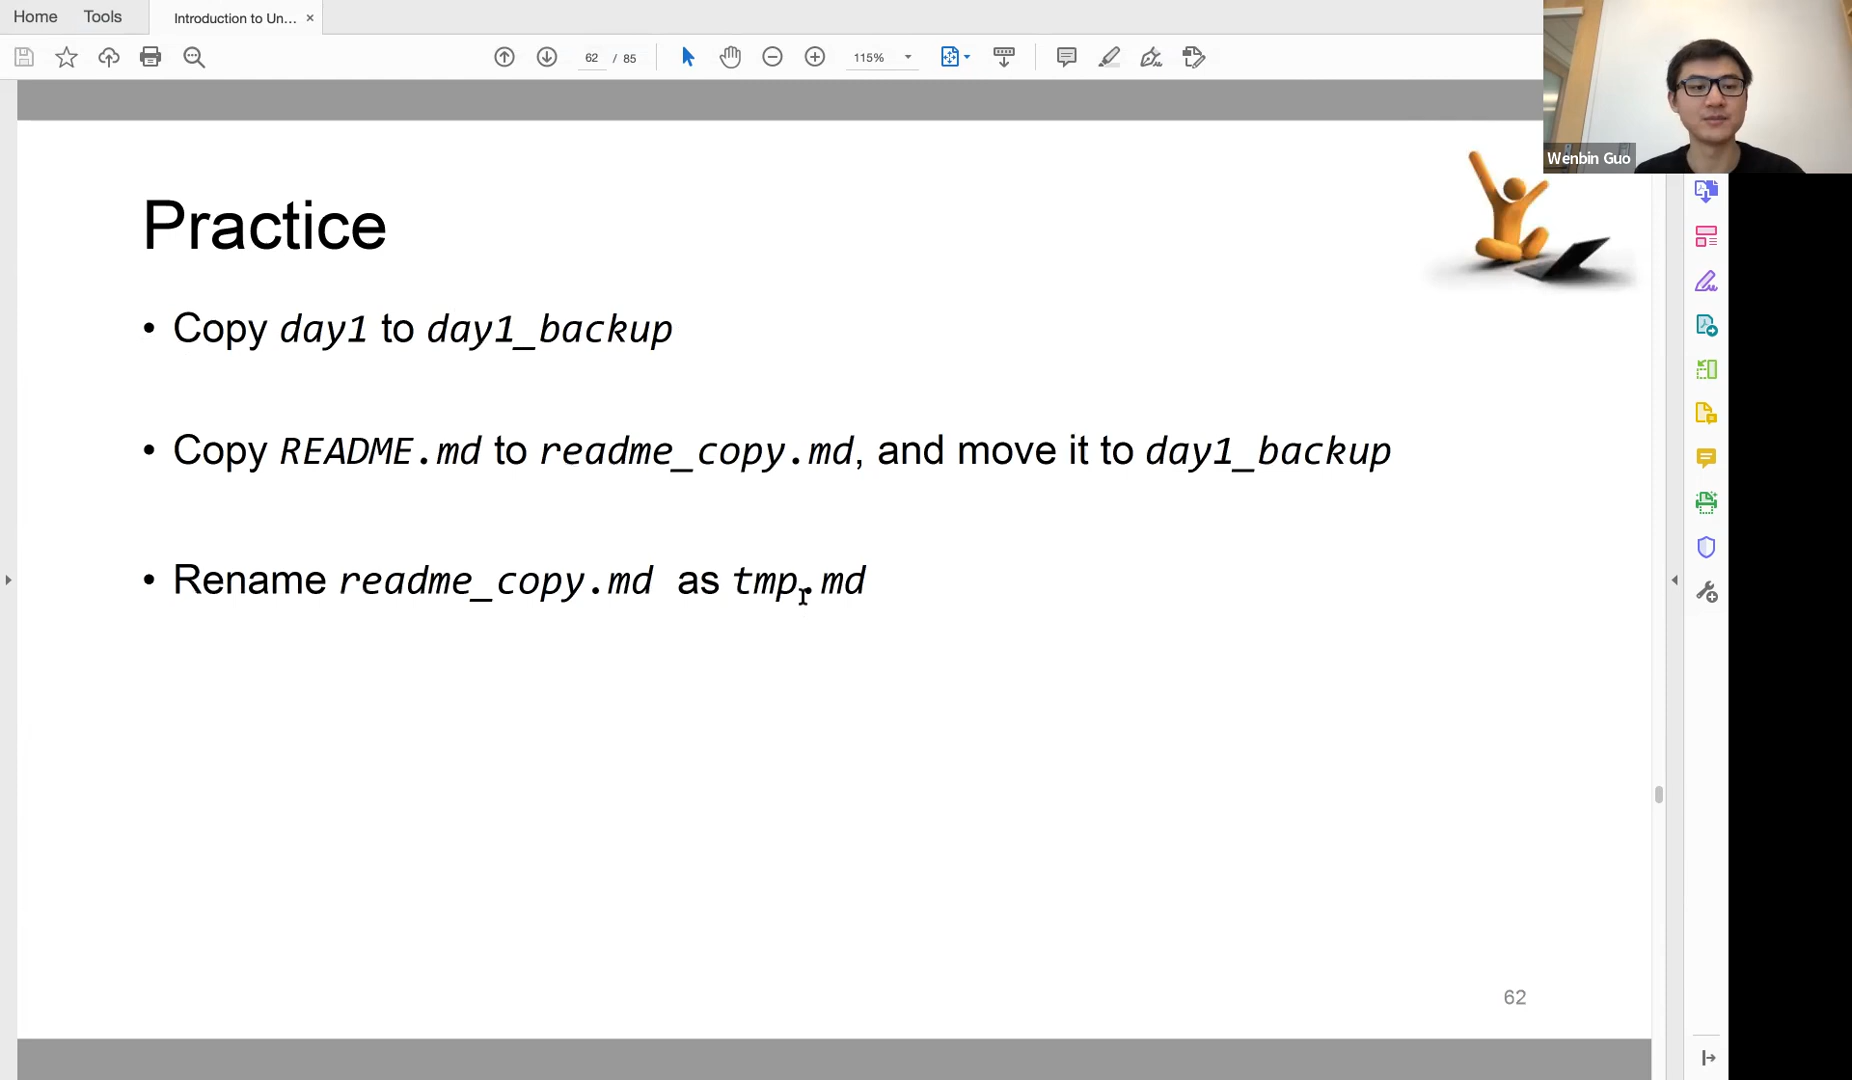 Home Tools Introduction to Un... ×
62 / 85 115%
Wenbin Guo
Practice
• Copy day1 to day1_backup
• Copy README.md to readme_copy.md, and move it to day1_backup
• Rename readme_copy.md as tmp.md
62